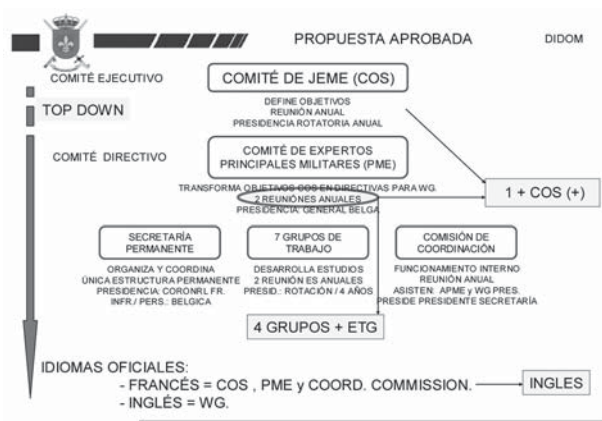 PROPUESTA APROBADA
DIDOM
COMITÉ EJECUTIVO
COMITÉ DE JEME (COS)
TOP DOWN
DEFINE OBJETIVOS
REUNIÓN ANUAL
PRESIDENCIA ROTATORIA ANUAL
COMITÉ DIRECTIVO
COMITÉ DE EXPERTOS
PRINCIPALES MILITARES (PME)
TRANSFORMA OBJETIVOS COS EN DIRECTIVAS PARA WG.
2 REUNIÓNES ANUALES
PRESIDENCIA: GENERAL BELGA
1 + COS (+)
SECRETARÍA
PERMANENTE
ORGANIZA Y COORDINA
ÚNICA ESTRUCTURA PERMANENTE
PRESIDENCIA: CORONRL FR.
INFR./ PERS.: BELGICA
7 GRUPOS DE
TRABAJO
DESARROLLA ESTUDIOS
2 REUNIÓN ES ANUALES
PRESID.: ROTACIÓN / 4 AÑOS
COMISIÓN DE
COORDINACIÓN
FUNCIONAMIENTO INTERNO
REUNIÓN ANUAL
ASISTEN: APME y WG PRES.
PRESIDE PRESIDENTE SECRETARÍA
4 GRUPOS + ETG
IDIOMAS OFICIALES:
- FRANCÉS = COS , PME y COORD. COMMISSION.
INGLES
- INGLÉS = WG.